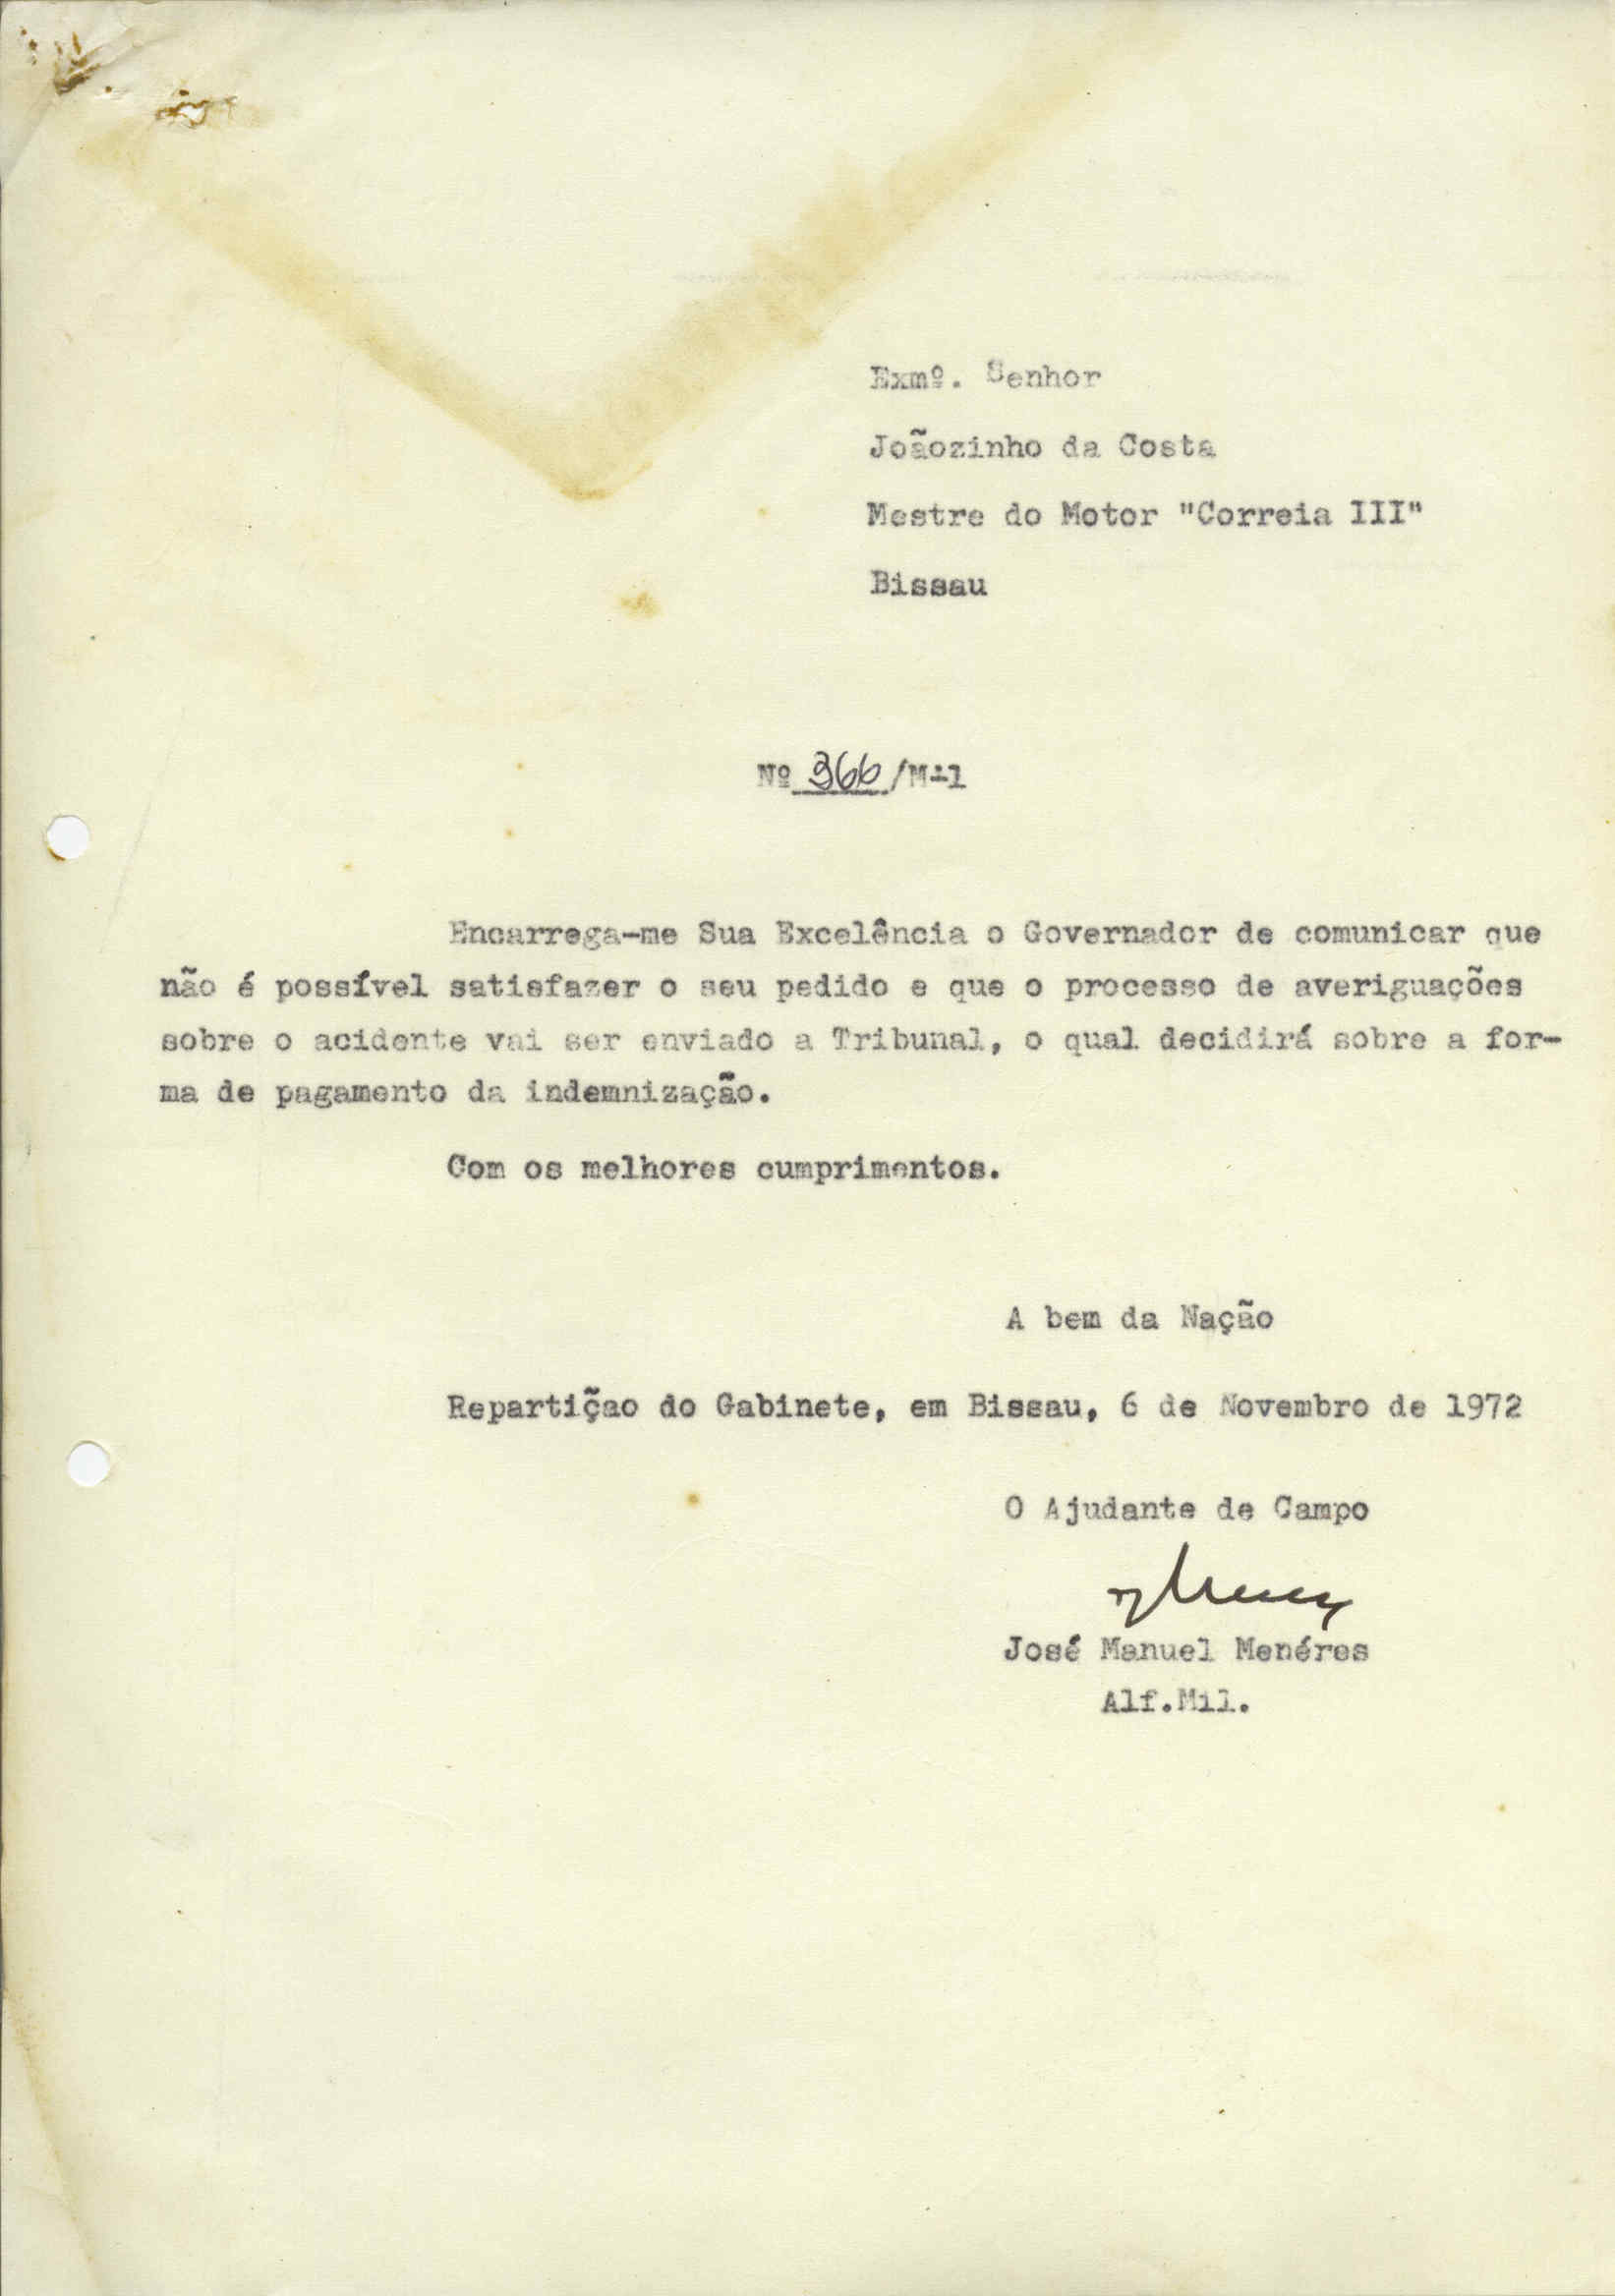 Exmº. Senhor
Joãozinho da Costa
Mestre do Motor "Correia III"
Bissau
Nº 366/Mil
Encarrega-me Sua Excelência o Governador de comunicar que
não é possível satisfazer o seu pedido e que o processo de averiguações
sobre o acidente vai ser enviado a Tribunal, o qual decidirá sobre a for-
ma de pagamento da indemnização.
Com os melhores cumprimentos.
A bem da Nação
Repartiç̃ao do Gabinete, em Bissau, 6 de Novembro de 1972
O Ajudante de Campo
José Manuel Menéres
Alf.Mil.